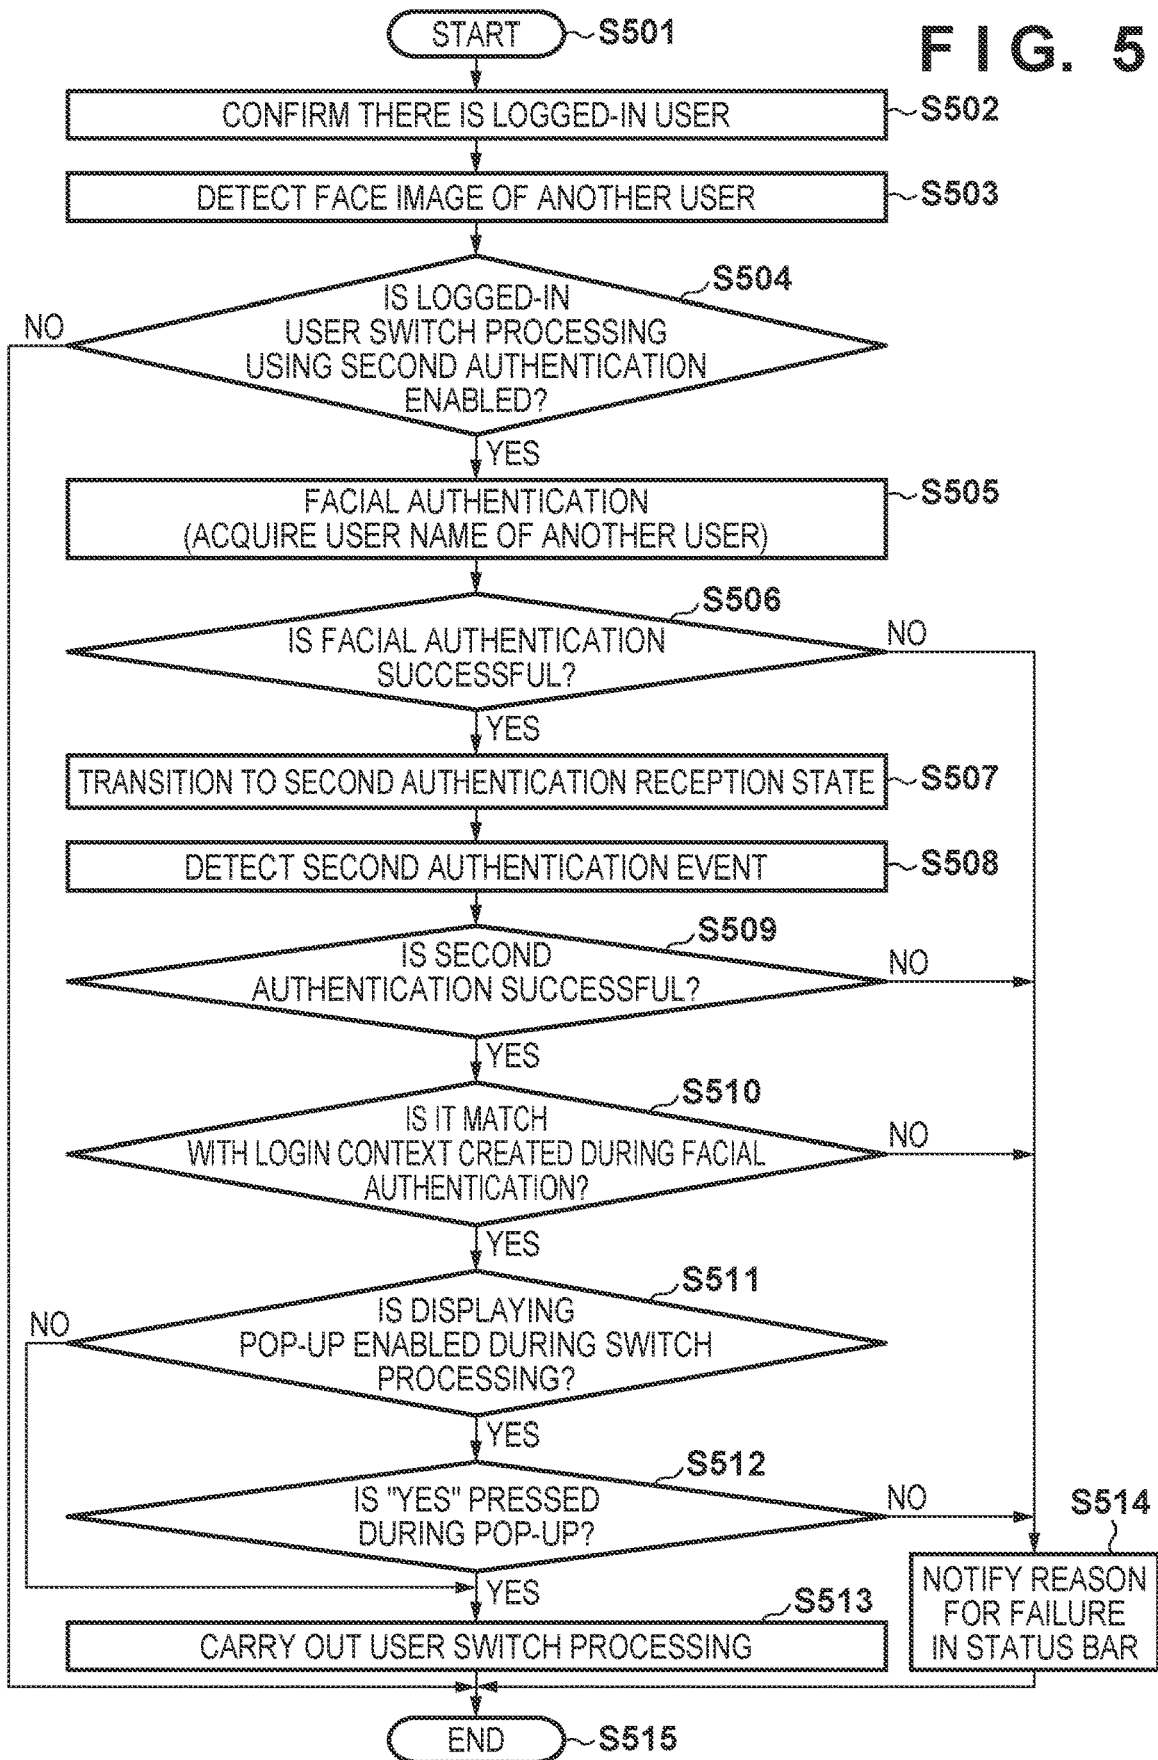 START
S501
F I G. 5
CONFIRM THERE IS LOGGED-IN USER
S502
DETECT FACE IMAGE OF ANOTHER USER
S503
S504
IS LOGGED-IN
USER SWITCH PROCESSING
USING SECOND AUTHENTICATION
ENABLED?
NO
YES
FACIAL AUTHENTICATION
(ACQUIRE USER NAME OF ANOTHER USER)
S505
S506
IS FACIAL AUTHENTICATION
SUCCESSFUL?
NO
YES
TRANSITION TO SECOND AUTHENTICATION RECEPTION STATE
S507
DETECT SECOND AUTHENTICATION EVENT
S508
S509
IS SECOND
AUTHENTICATION SUCCESSFUL?
NO
YES
S510
IS IT MATCH
WITH LOGIN CONTEXT CREATED DURING FACIAL
AUTHENTICATION?
NO
YES
S511
IS DISPLAYING
POP-UP ENABLED DURING SWITCH
PROCESSING?
NO
YES
S512
IS "YES" PRESSED
DURING POP-UP?
NO
YES
S514
NOTIFY REASON
FOR FAILURE
IN STATUS BAR
S513
CARRY OUT USER SWITCH PROCESSING
END
S515